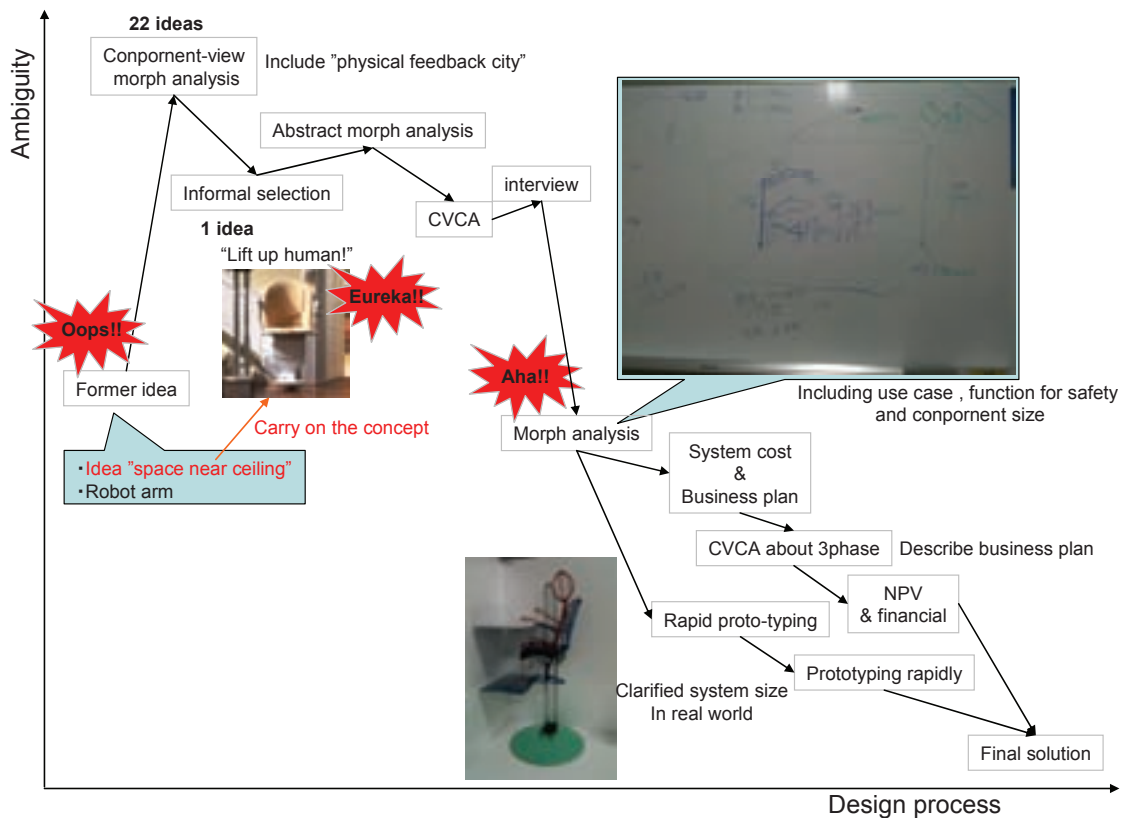 22 ideas
Conpornent-view
morph analysis
Include ”physical feedback city”
Ambiguity
Abstract morph analysis
Informal selection
interview
CVCA
1 idea
“Lift up human!”
Eureka!!
Oops!!
Former idea
Aha!!
Including use case , function for safety
and conpornent size
Carry on the concept
Morph analysis
・Idea ”space near ceiling”
・Robot arm
System cost
&
Business plan
CVCA about 3phase
Describe business plan
NPV
& financial
Rapid proto-typing
Prototyping rapidly
Clarified system size
In real world
Final solution
Design process